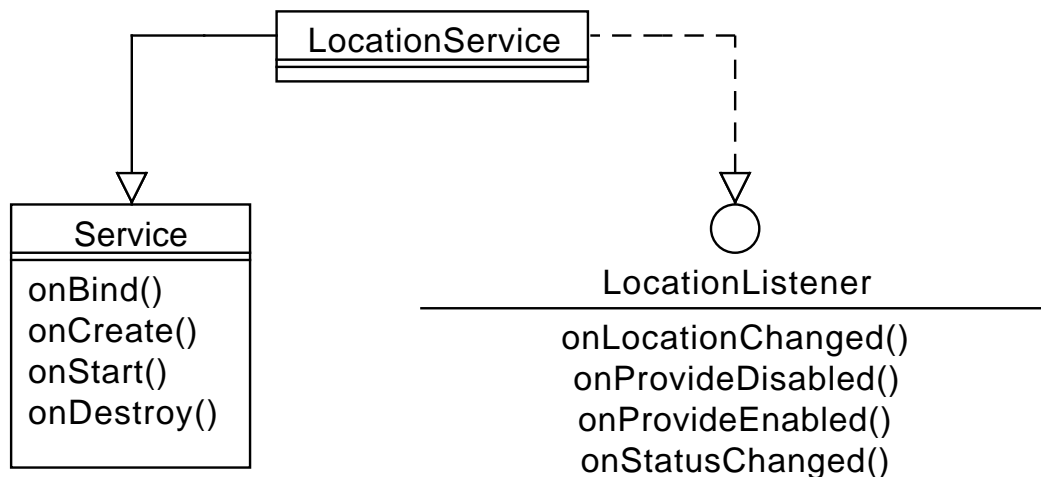 LocationService
Service
onBind()
onCreate()
onStart()
onDestroy()
LocationListener
onLocationChanged()
onProvideDisabled()
onProvideEnabled()
onStatusChanged()